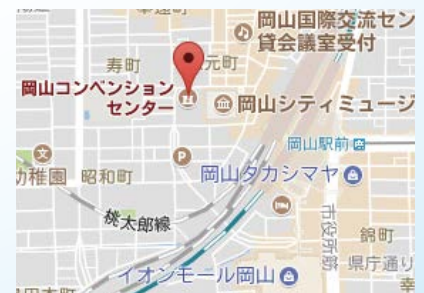 岡山国際交流セン
貸会議室受付
寿町
元町
岡山コンベンション
センター
岡山シティミュージ
岡山駅前
幼稚園
昭和町
岡山タカシマヤ
桃太郎線
市役所筋
錦町
県庁通り
イオンモール岡山